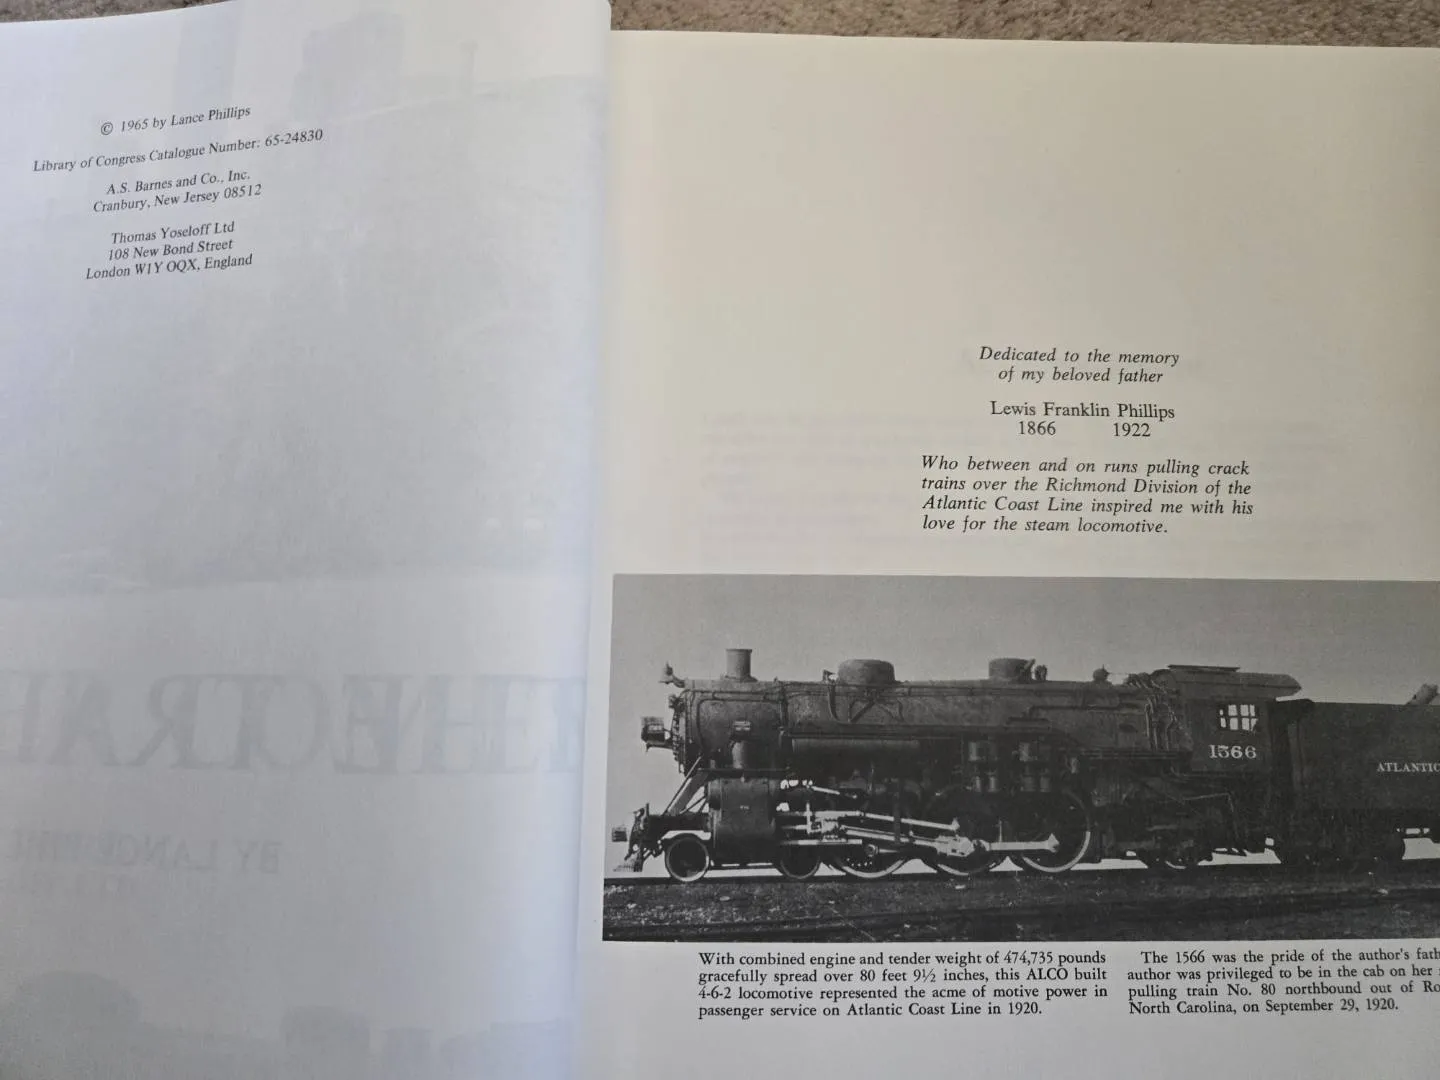 © 1965 by Lance Phillips
Library of Congress Catalogue Number: 65-24830
A.S. Barnes and Co., Inc.
Cranbury, New Jersey 08512
Thomas Yoseloff Ltd
108 New Bond Street
London W1Y OQX, England
Dedicated to the memory
of my beloved father
Lewis Franklin Phillips
1866 1922
Who between and on runs pulling crack
trains over the Richmond Division of the
Atlantic Coast Line inspired me with his
love for the steam locomotive.
1566
ATLANTIC
With combined engine and tender weight of 474,735 pounds
gracefully spread over 80 feet 9½ inches, this ALCO built
4-6-2 locomotive represented the acme of motive power in
passenger service on Atlantic Coast Line in 1920.
The 1566 was the pride of the author's fath
author was privileged to be in the cab on her
pulling train No. 80 northbound out of Ro
North Carolina, on September 29, 1920.